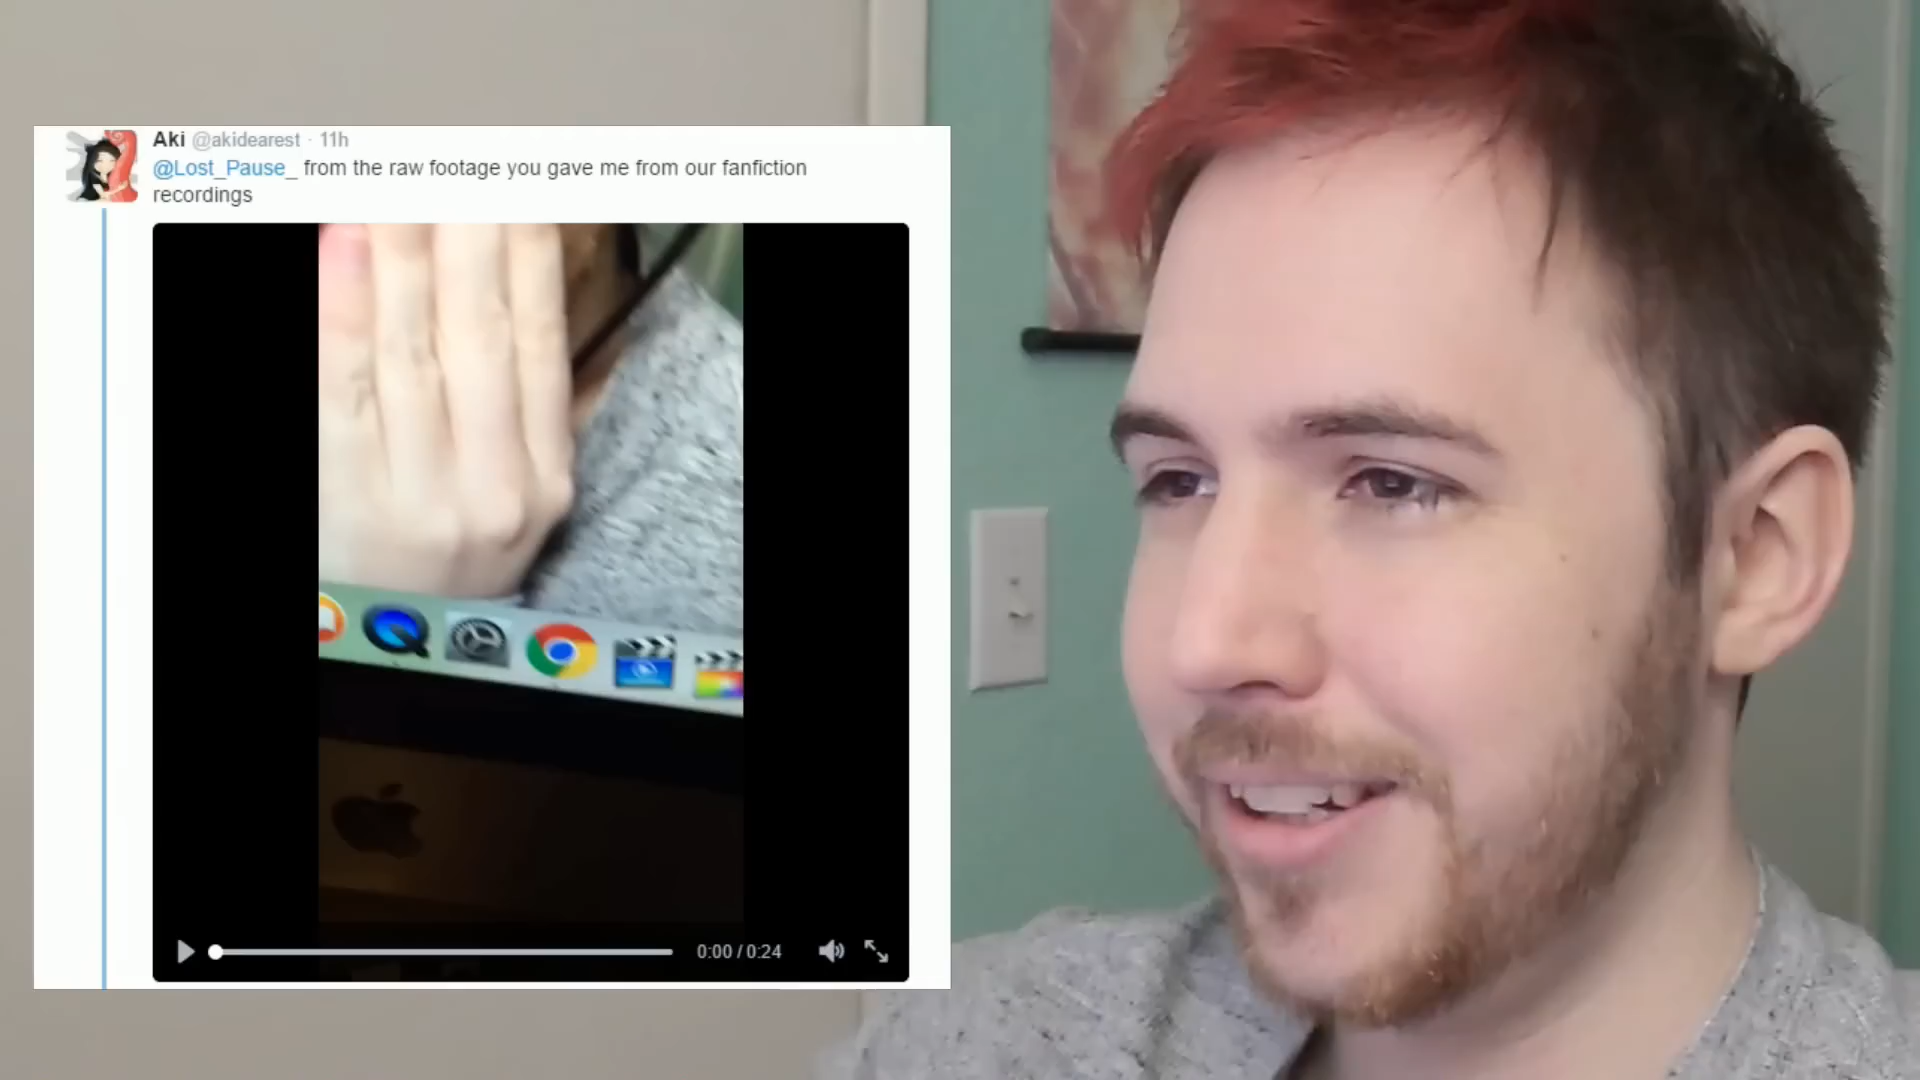 Aki @akidearest · 11h
@Lost_Pause_ from the raw footage you gave me from our fanfiction
recordings
0:00 / 0:24